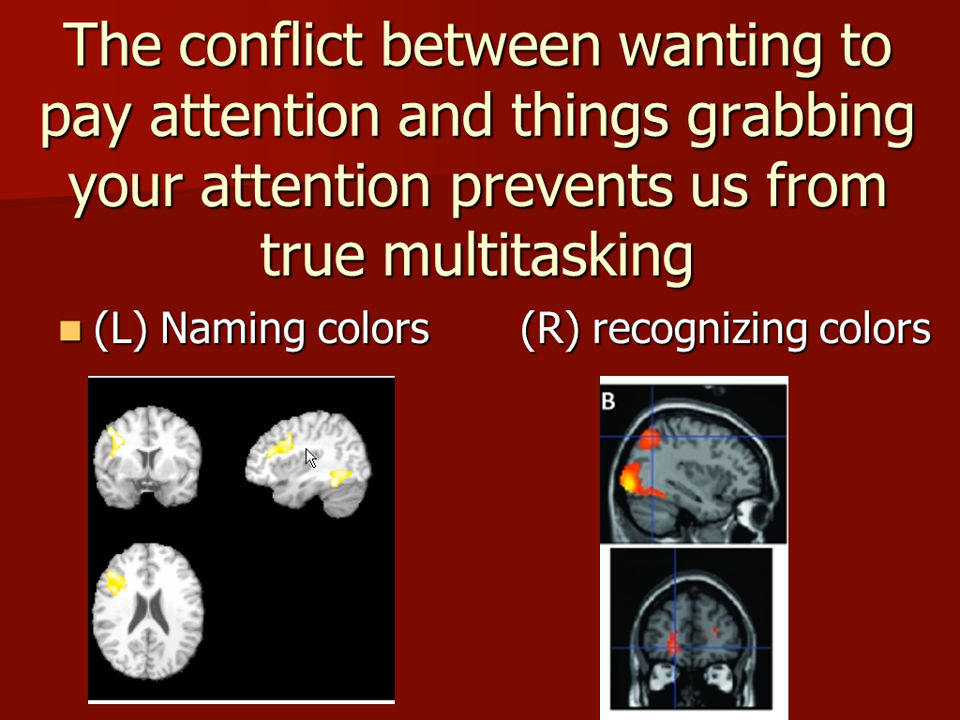 The conflict between wanting to
pay attention and things grabbing
your attention prevents us from
true multitasking
(L) Naming colors (R) recognizing colors
B